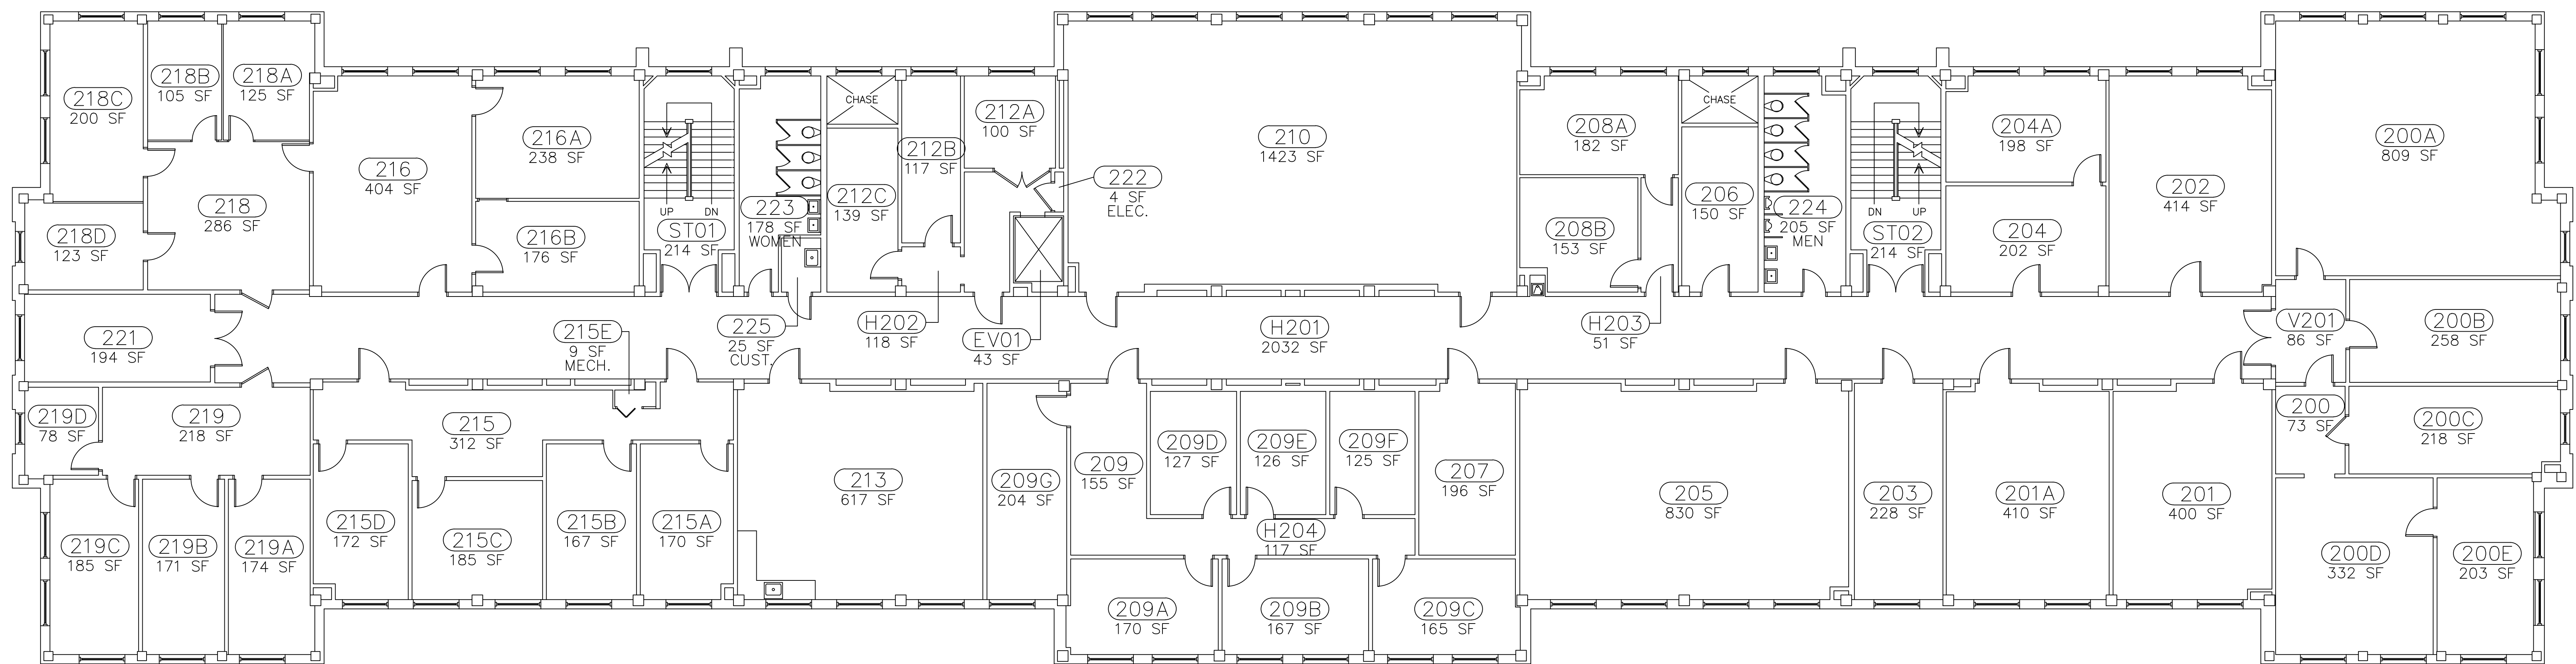 218C
200 SF
218B
105 SF
218A
125 SF
218
286 SF
218D
123 SF
216
404 SF
216A
238 SF
216B
176 SF
UP
DN
ST01
214 SF
223
178 SF
WOMEN
CHASE
212C
139 SF
212B
117 SF
212A
100 SF
222
4 SF
ELEC.
210
1423 SF
208A
182 SF
208B
153 SF
CHASE
206
150 SF
224
205 SF
MEN
DN
UP
ST02
214 SF
204A
198 SF
204
202 SF
202
414 SF
200A
809 SF
221
194 SF
215E
9 SF
MECH.
225
25 SF
CUST.
H202
118 SF
EV01
43 SF
H201
2032 SF
H203
51 SF
V201
86 SF
200B
258 SF
219D
78 SF
219
218 SF
215
312 SF
213
617 SF
209G
204 SF
209
155 SF
209D
127 SF
209E
126 SF
209F
125 SF
207
196 SF
205
830 SF
203
228 SF
201A
410 SF
201
400 SF
200
73 SF
200C
218 SF
219C
185 SF
219B
171 SF
219A
174 SF
215D
172 SF
215C
185 SF
215B
167 SF
215A
170 SF
H204
117 SF
209A
170 SF
209B
167 SF
209C
165 SF
200D
332 SF
200E
203 SF